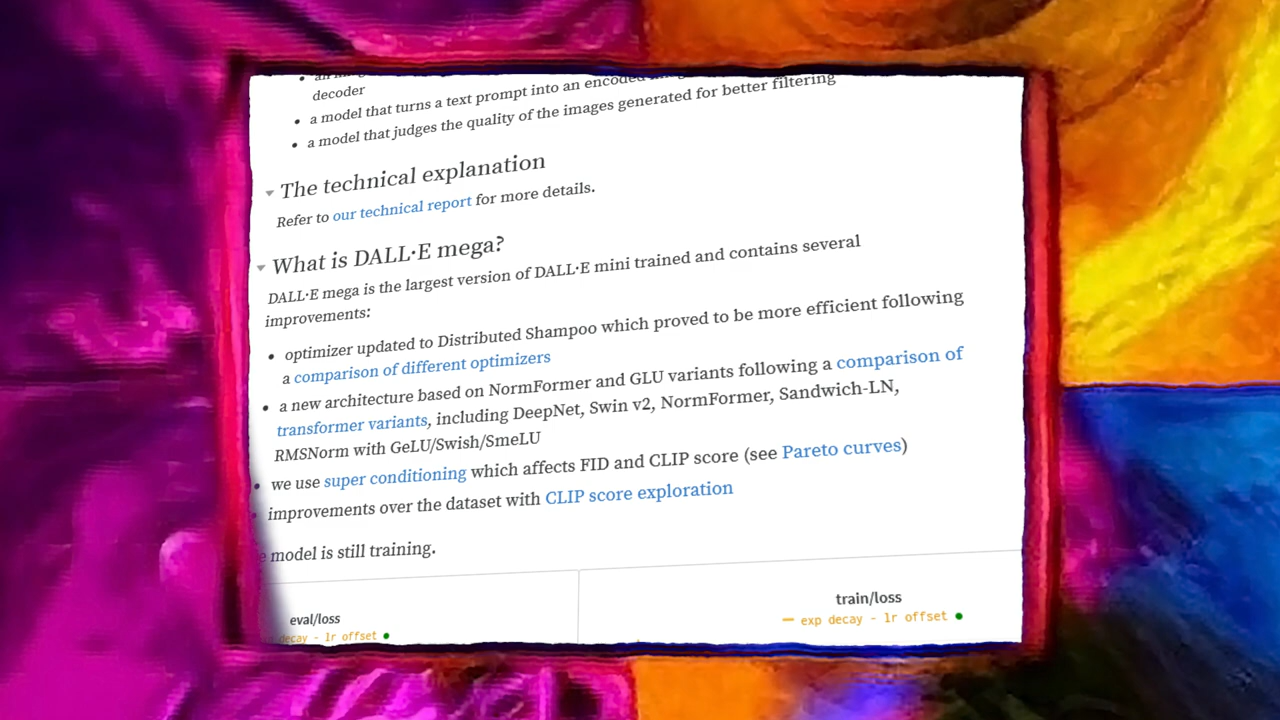 decoder
a model that turns a text prompt into an encoded
a model that judges the quality of the images generated for better filtering
The technical explanation
Refer to our technical report for more details.
What is DALL·E mega?
DALL·E mega is the largest version of DALL·E mini trained and contains several
improvements:
optimizer updated to Distributed Shampoo which proved to be more efficient following
a comparison of different optimizers
a new architecture based on NormFormer and GLU variants following a comparison of
transformer variants, including DeepNet, Swin v2, NormFormer, Sandwich-LN,
RMSNorm with GeLU/Swish/SmeLU
we use super conditioning which affects FID and CLIP score (see Pareto curves)
improvements over the dataset with CLIP score exploration
model is still training.
eval/loss
decay - lr offset
train/loss
exp decay - lr offset